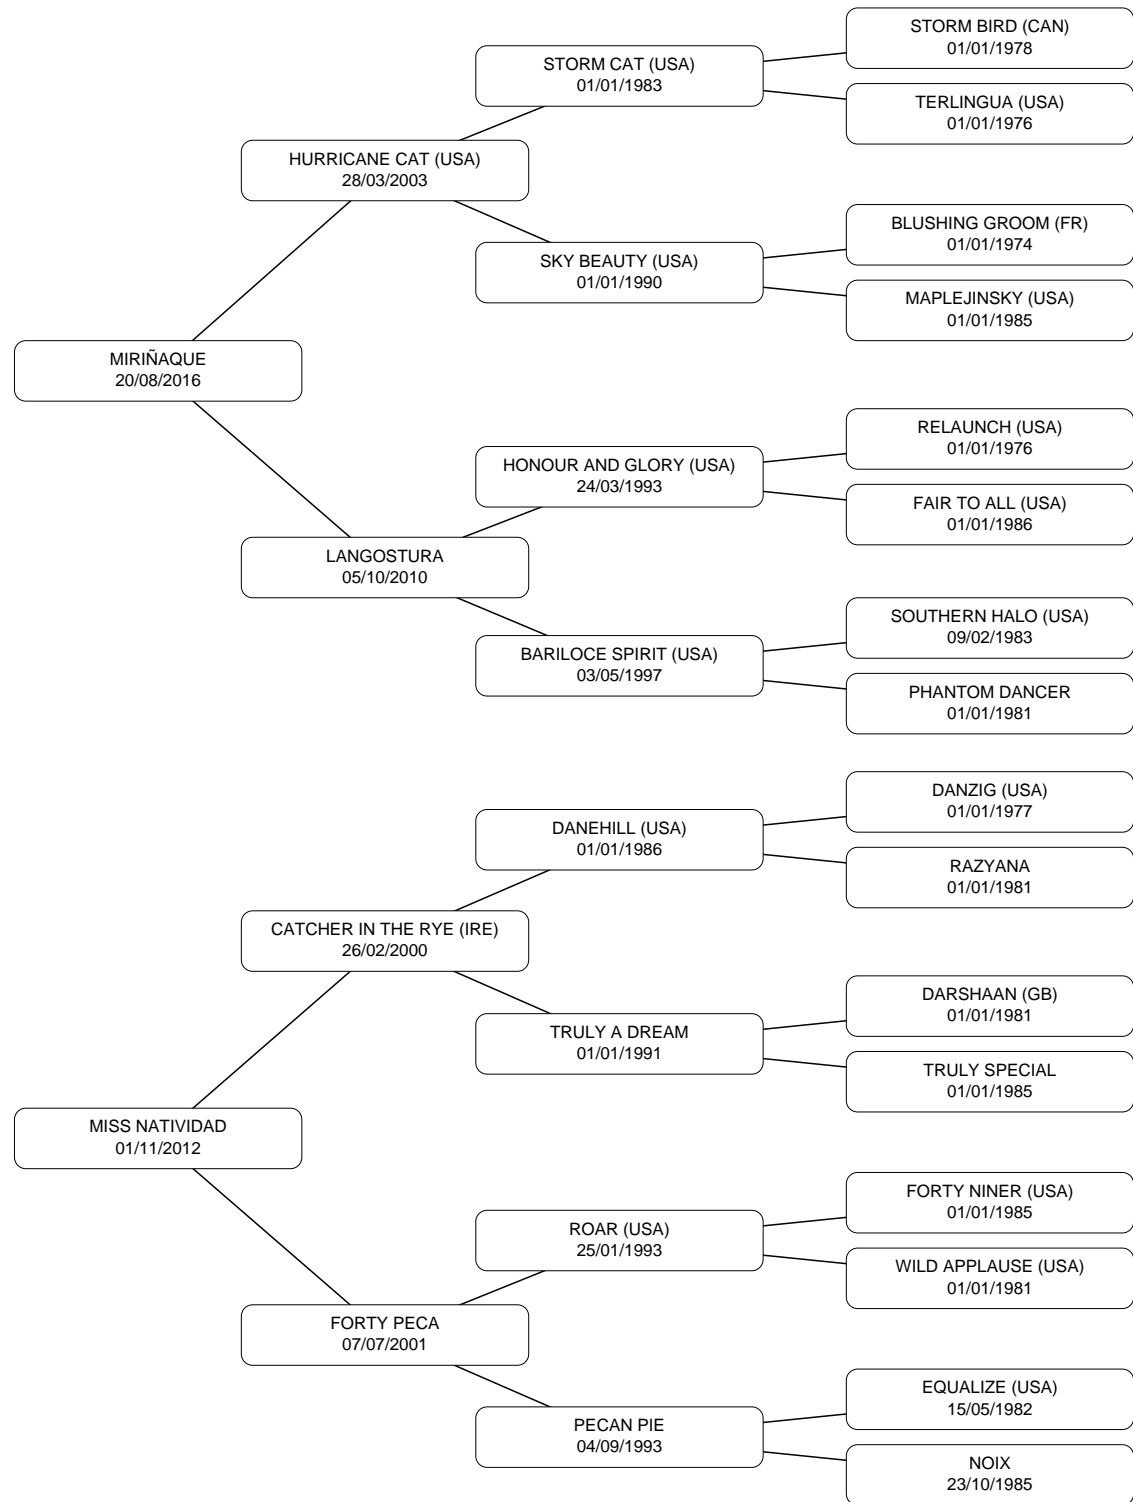 STORM BIRD (CAN)
01/01/1978
STORM CAT (USA)
01/01/1983
TERLINGUA (USA)
01/01/1976
HURRICANE CAT (USA)
28/03/2003
BLUSHING GROOM (FR)
01/01/1974
SKY BEAUTY (USA)
01/01/1990
MAPLEJINSKY (USA)
01/01/1985
MIRIÑAQUE
20/08/2016
RELAUNCH (USA)
01/01/1976
HONOUR AND GLORY (USA)
24/03/1993
FAIR TO ALL (USA)
01/01/1986
LANGOSTURA
05/10/2010
SOUTHERN HALO (USA)
09/02/1983
BARILOCE SPIRIT (USA)
03/05/1997
PHANTOM DANCER
01/01/1981
DANZIG (USA)
01/01/1977
DANEHILL (USA)
01/01/1986
RAZYANA
01/01/1981
CATCHER IN THE RYE (IRE)
26/02/2000
DARSHAAN (GB)
01/01/1981
TRULY A DREAM
01/01/1991
TRULY SPECIAL
01/01/1985
MISS NATIVIDAD
01/11/2012
FORTY NINER (USA)
01/01/1985
ROAR (USA)
25/01/1993
WILD APPLAUSE (USA)
01/01/1981
FORTY PECA
07/07/2001
EQUALIZE (USA)
15/05/1982
PECAN PIE
04/09/1993
NOIX
23/10/1985